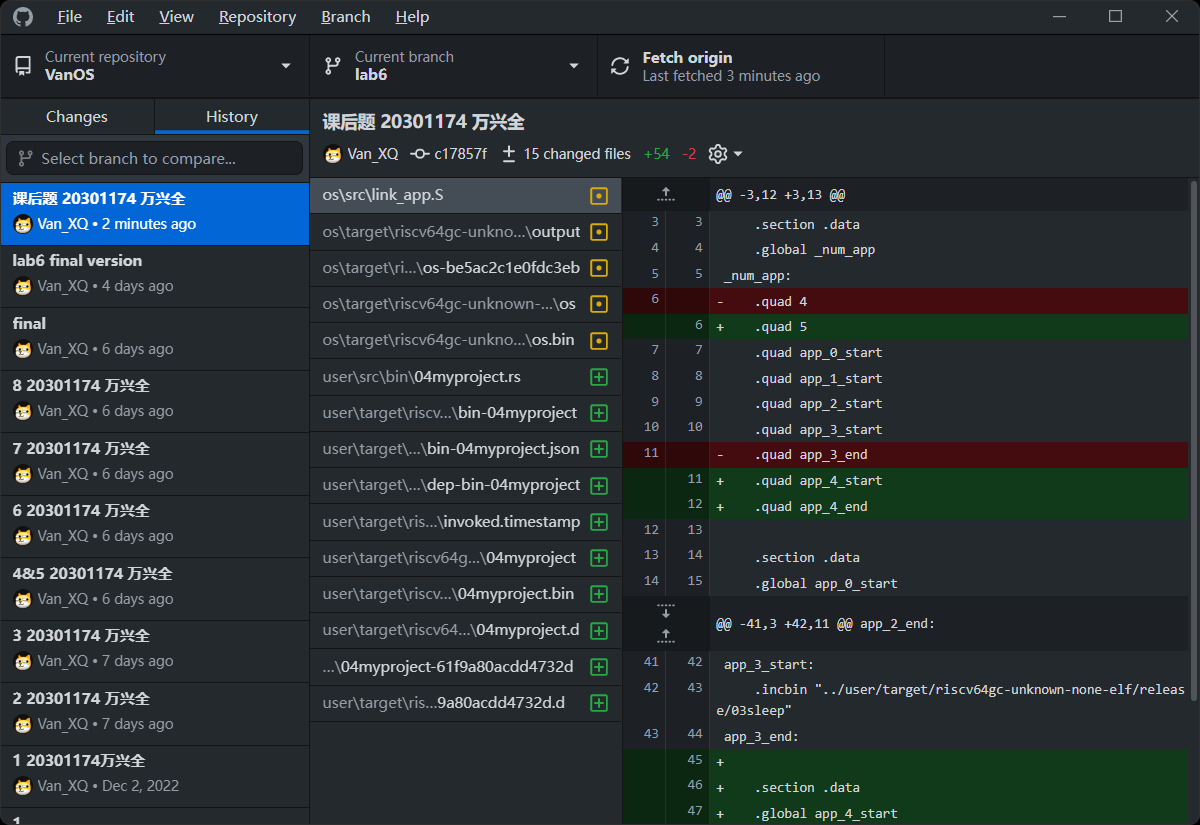 File Edit View Repository Branch Help
Current repository
VanOS
Current branch
lab6
Fetch origin
Last fetched 3 minutes ago
Changes
History
Select branch to compare...
课后题 20301174 万兴全
Van_XQ • 2 minutes ago
lab6 final version
Van_XQ • 4 days ago
final
Van_XQ • 6 days ago
8 20301174 万兴全
Van_XQ • 6 days ago
7 20301174 万兴全
Van_XQ • 6 days ago
6 20301174 万兴全
Van_XQ • 6 days ago
4&5 20301174 万兴全
Van_XQ • 6 days ago
3 20301174 万兴全
Van_XQ • 7 days ago
2 20301174 万兴全
Van_XQ • 7 days ago
1 20301174万兴全
Van_XQ • Dec 2, 2022
1
课后题 20301174 万兴全
Van_XQ c17857f 15 changed files +54 -2
os\src\link_app.S
os\target\riscv64gc-unkno...\output
os\target\ri...\os-be5ac2c1e0fdc3eb
os\target\riscv64gc-unknown-...\os
os\target\riscv64gc-unkno...\os.bin
user\src\bin\04myproject.rs
user\target\riscv...\bin-04myproject
user\target\...\bin-04myproject.json
user\target\...\dep-bin-04myproject
user\target\ris...\invoked.timestamp
user\target\riscv64g...\04myproject
user\target\riscv...\04myproject.bin
user\target\riscv64...\04myproject.d
...\04myproject-61f9a80acdd4732d
user\target\ris...9a80acdd4732d.d
@@ -3,12 +3,13 @@
3 3 .section .data
4 4 .global _num_app
5 5 _num_app:
6 - .quad 4
6 + .quad 5
7 7 .quad app_0_start
8 8 .quad app_1_start
9 9 .quad app_2_start
10 10 .quad app_3_start
11 - .quad app_3_end
11 + .quad app_4_start
12 + .quad app_4_end
12 13
13 14 .section .data
14 15 .global app_0_start
@@ -41,3 +42,11 @@ app_2_end:
41 42 app_3_start:
42 43 .incbin "../user/target/riscv64gc-unknown-none-elf/releas
e/03sleep"
43 44 app_3_end:
45 +
46 + .section .data
47 + .global app_4_start